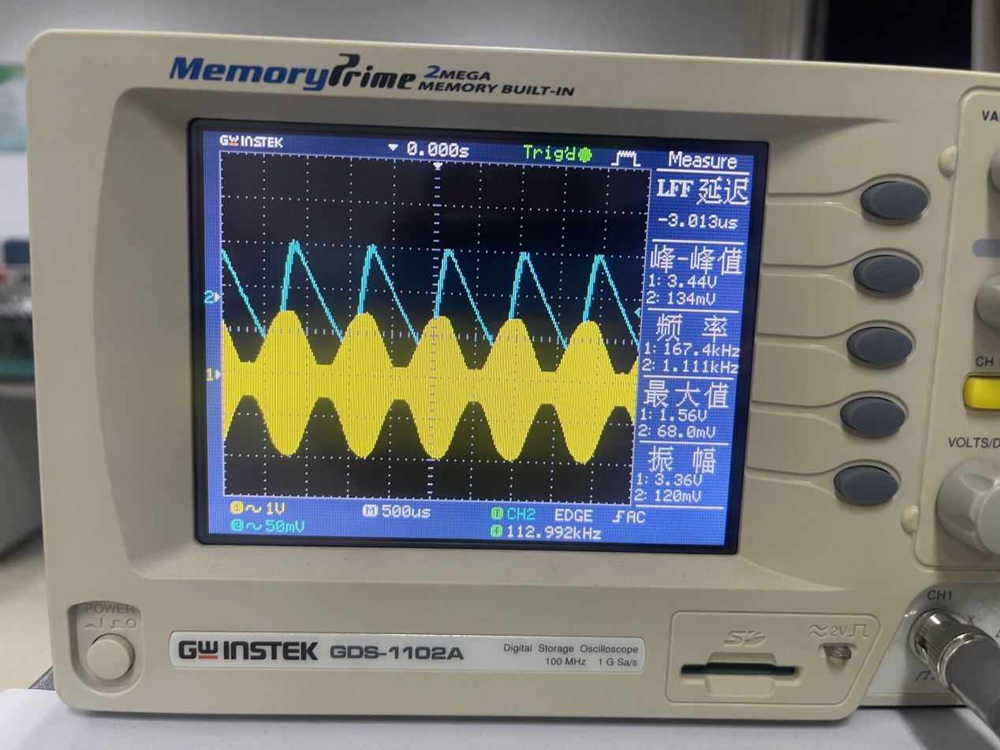 MemoryPrime 2MEGA
MEMORY BUILT-IN
GW INSTEK
0.000s
Trig'd
Measure
LFF 延迟
-3.013us
峰-峰值
1: 3.44V
2: 134mV
频 率
1: 167.4kHz
2: 1.111kHz
最大值
1: 1.56V
2: 68.0mV
振 幅
1: 3.36V
2: 120mV
2
1
1 ~ 1V
M 500us
T CH2 EDGE AC
2 ~ 50mV
112.992kHz
POWER
GW INSTEK GDS-1102A
Digital Storage Oscilloscope
100 MHz 1 G Sa/s
SD
≈2V
VA
CH 1
VOLTS/D
CH1
X